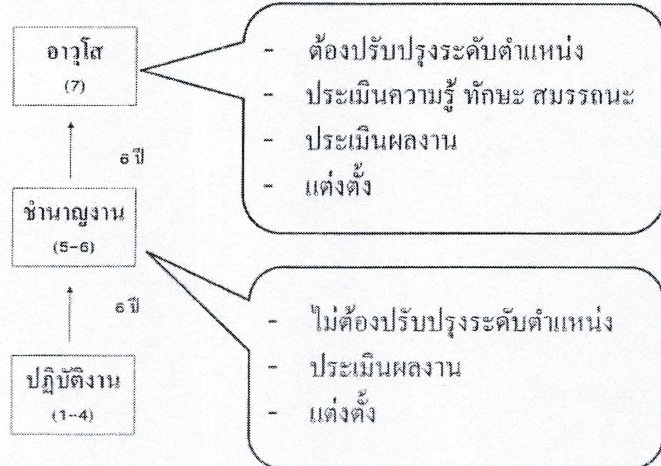 อาวุโส
(7)
- ต้องปรับปรุงระดับตำแหน่ง
- ประเมินความรู้ ทักษะ สมรรถนะ
- ประเมินผลงาน
- แต่งตั้ง
6 ปี
ชำนาญงาน
(5-6)
6 ปี
- ไม่ต้องปรับปรุงระดับตำแหน่ง
- ประเมินผลงาน
- แต่งตั้ง
ปฏิบัติงาน
(1-4)